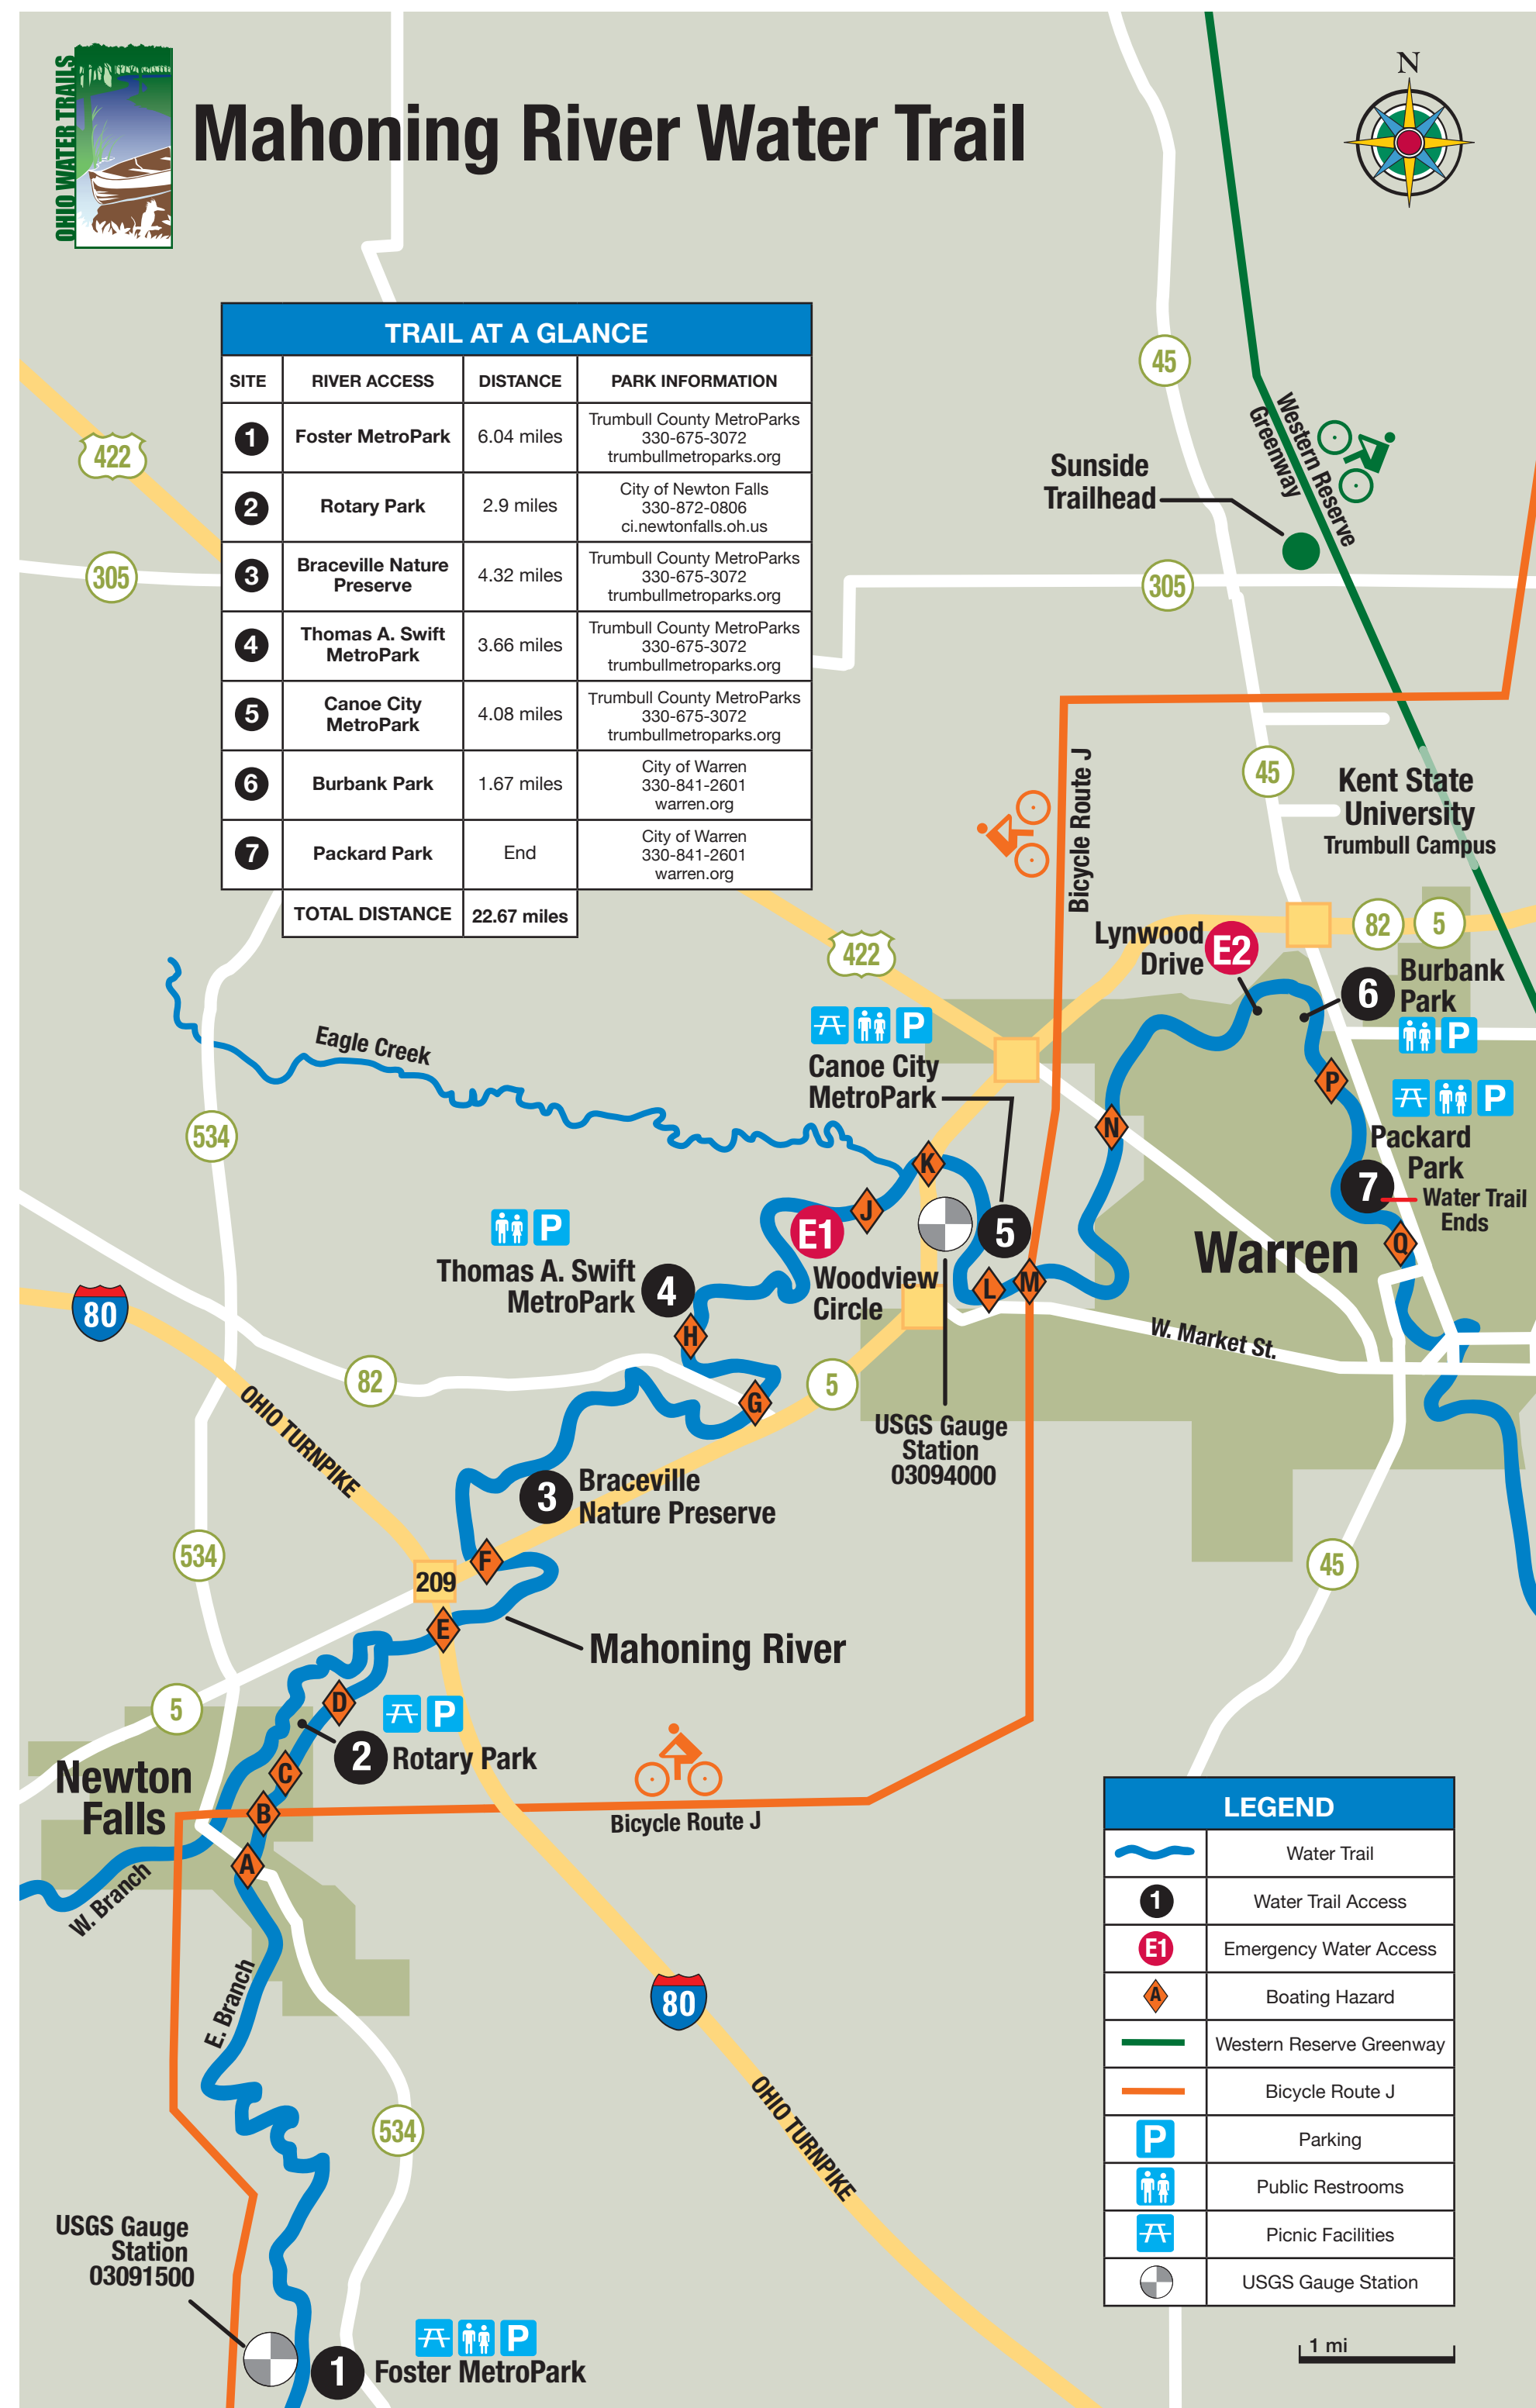 OHIO WATER TRAILS
Mahoning River Water Trail
N
TRAIL AT A GLANCE
SITE RIVER ACCESS DISTANCE PARK INFORMATION
1 Foster MetroPark 6.04 miles Trumbull County MetroParks
330-675-3072
trumbullmetroparks.org
2 Rotary Park 2.9 miles City of Newton Falls
330-872-0806
ci.newtonfalls.oh.us
3 Braceville Nature Preserve 4.32 miles Trumbull County MetroParks
330-675-3072
trumbullmetroparks.org
4 Thomas A. Swift MetroPark 3.66 miles Trumbull County MetroParks
330-675-3072
trumbullmetroparks.org
5 Canoe City MetroPark 4.08 miles Trumbull County MetroParks
330-675-3072
trumbullmetroparks.org
6 Burbank Park 1.67 miles City of Warren
330-841-2601
warren.org
7 Packard Park End City of Warren
330-841-2601
warren.org
TOTAL DISTANCE 22.67 miles
422
305
45
Western Reserve
Greenway
Sunside
Trailhead
305
45
Kent State
University
Trumbull Campus
Bicycle Route J
82
5
422
Lynwood
Drive
E2
6
Burbank
Park
P
P
Canoe City
MetroPark
P
Eagle Creek
534
N
P
Packard
Park
7
Water Trail
Ends
K
J
E1
Woodview
Circle
5
Warren
Q
P
Thomas A. Swift
MetroPark
4
L
M
H
80
W. Market St.
82
5
G
OHIO TURNPIKE
USGS Gauge
Station
03094000
3
Braceville
Nature Preserve
534
45
F
209
E
Mahoning River
5
D
P
2
Rotary Park
C
Newton
Falls
B
Bicycle Route J
A
W. Branch
E. Branch
80
OHIO TURNPIKE
534
USGS Gauge
Station
03091500
P
1
Foster MetroPark
LEGEND
Water Trail
1 Water Trail Access
E1 Emergency Water Access
A Boating Hazard
Western Reserve Greenway
Bicycle Route J
P Parking
Public Restrooms
Picnic Facilities
USGS Gauge Station
1 mi